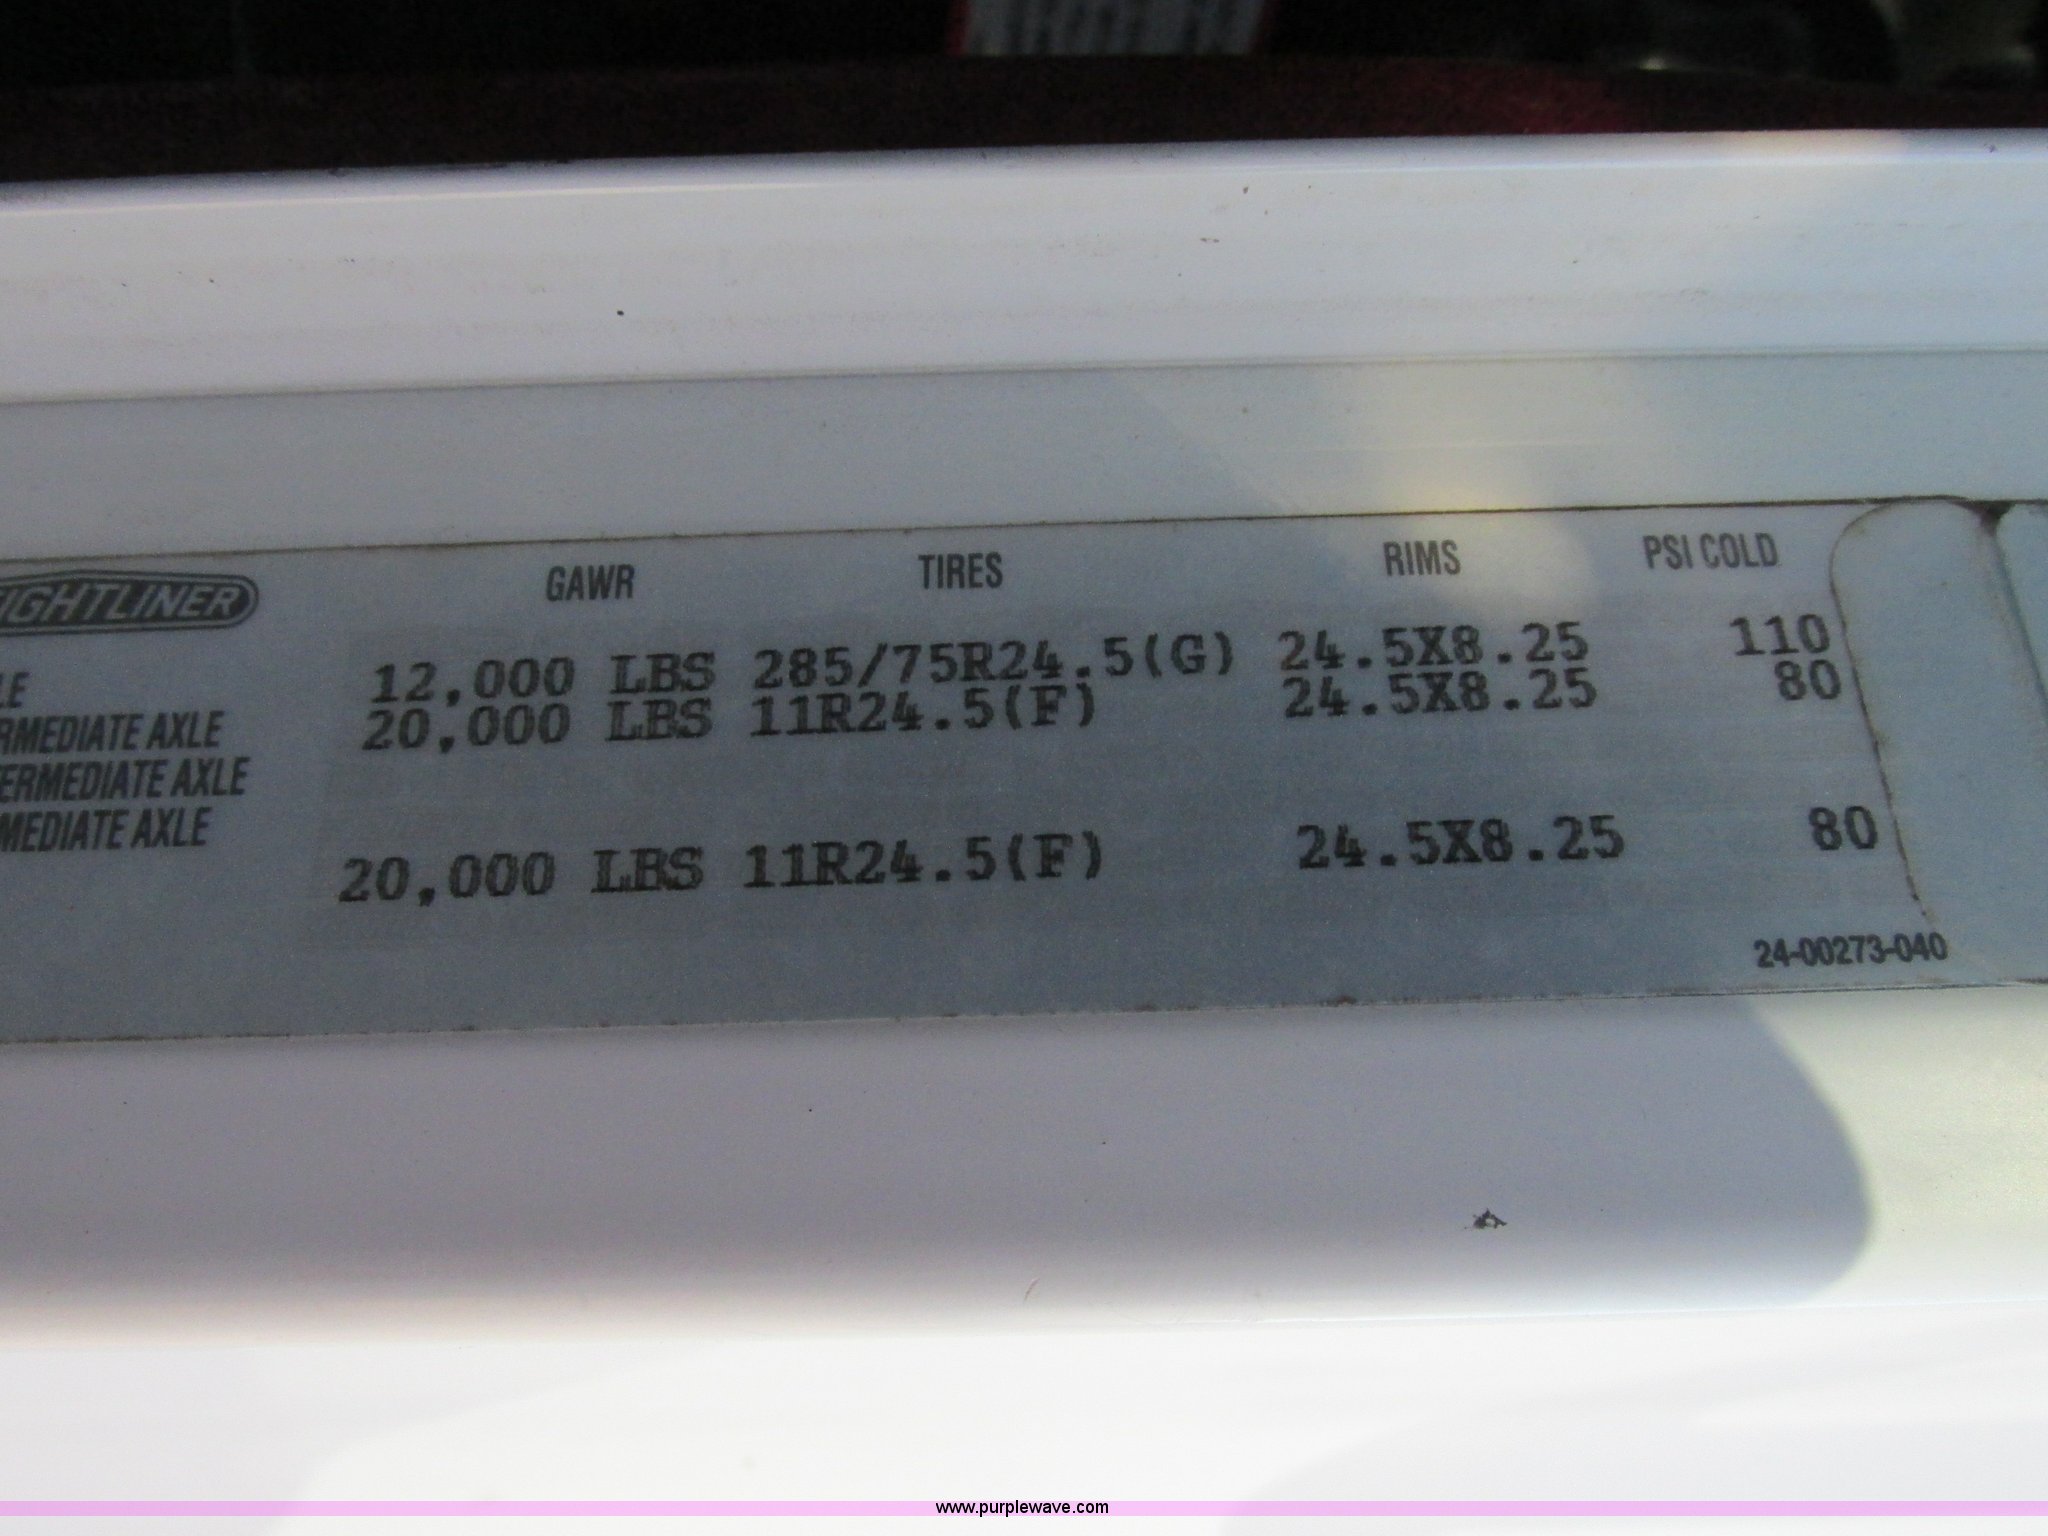 EIGHTLINER GAWR TIRES RIMS PSI COLD
LE 12,000 LBS 285/75R24.5(G) 24.5X8.25 110
RMEDIATE AXLE 20,000 LBS 11R24.5(F) 24.5X8.25 80
ERMEDIATE AXLE
MEDIATE AXLE 20,000 LBS 11R24.5(F) 24.5X8.25 80
24-00273-040
www.purplewave.com